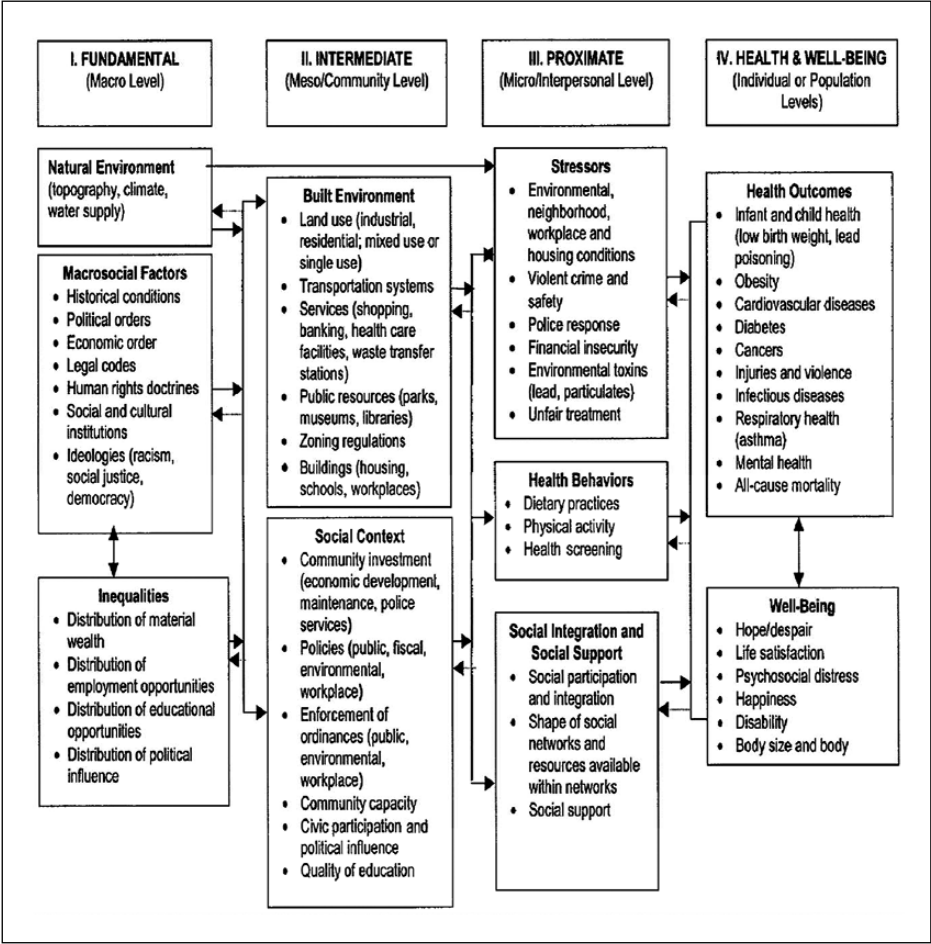 I. FUNDAMENTAL
(Macro Level)
II. INTERMEDIATE
(Meso/Community Level)
III. PROXIMATE
(Micro/Interpersonal Level)
IV. HEALTH & WELL-BEING
(Individual or Population
Levels)
Natural Environment
(topography, climate,
water supply)
Macrosocial Factors
• Historical conditions
• Political orders
• Economic order
• Legal codes
• Human rights doctrines
• Social and cultural
institutions
• Ideologies (racism,
social justice,
democracy)
Inequalities
• Distribution of material
wealth
• Distribution of
employment opportunities
• Distribution of educational
opportunities
• Distribution of political
influence
Built Environment
• Land use (industrial,
residential; mixed use or
single use)
• Transportation systems
• Services (shopping,
banking, health care
facilities, waste transfer
stations)
• Public resources (parks,
museums, libraries)
• Zoning regulations
• Buildings (housing,
schools, workplaces)
Social Context
• Community investment
(economic development,
maintenance, police
services)
• Policies (public, fiscal,
environmental,
workplace)
• Enforcement of
ordinances (public,
environmental,
workplace)
• Community capacity
• Civic participation and
political influence
• Quality of education
Stressors
• Environmental,
neighborhood,
workplace and
housing conditions
• Violent crime and
safety
• Police response
• Financial insecurity
• Environmental toxins
(lead, particulates)
• Unfair treatment
Health Behaviors
• Dietary practices
• Physical activity
• Health screening
Social Integration and
Social Support
• Social participation
and integration
• Shape of social
networks and
resources available
within networks
• Social support
Health Outcomes
• Infant and child health
(low birth weight, lead
poisoning)
• Obesity
• Cardiovascular diseases
• Diabetes
• Cancers
• Injuries and violence
• Infectious diseases
• Respiratory health
(asthma)
• Mental health
• All-cause mortality
Well-Being
• Hope/despair
• Life satisfaction
• Psychosocial distress
• Happiness
• Disability
• Body size and body